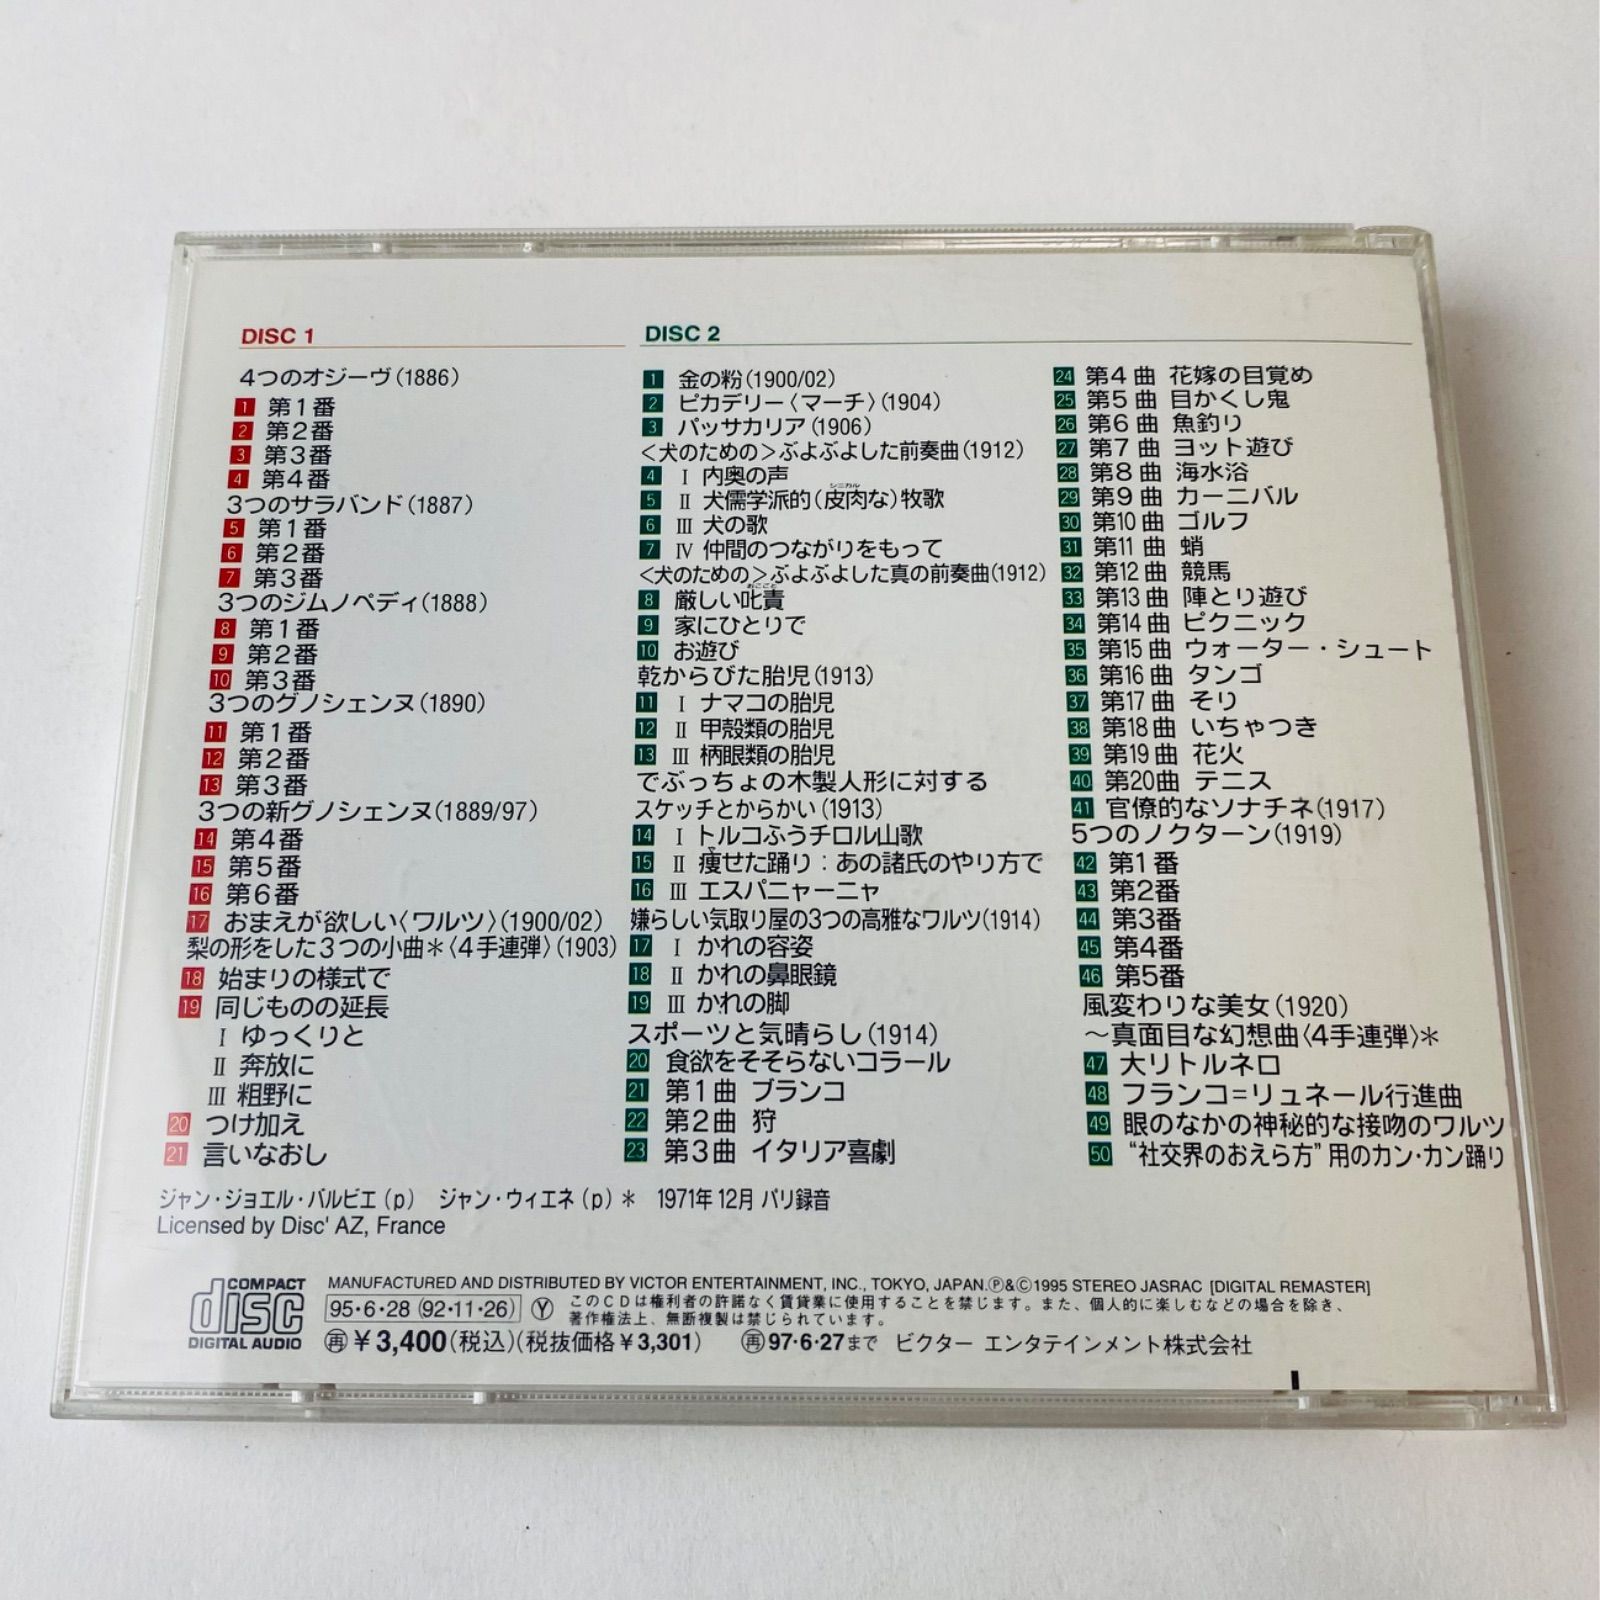 DISC 1
4つのオジーヴ(1886)
1 第1番
2 第2番
3 第3番
4 第4番
3つのサラバンド(1887)
5 第1番
6 第2番
7 第3番
3つのジムノペディ(1888)
8 第1番
9 第2番
10 第3番
3つのグノシェンヌ(1890)
11 第1番
12 第2番
13 第3番
3つの新グノシェンヌ(1889/97)
14 第4番
15 第5番
16 第6番
17 おまえが欲しい〈ワルツ〉(1900/02)
梨の形をした3つの小曲＊〈4手連弾〉(1903)
18 始まりの様式で
19 同じものの延長
Ⅰ ゆっくりと
Ⅱ 奔放に
Ⅲ 粗野に
20 つけ加え
21 言いなおし
DISC 2
1 金の粉(1900/02)
2 ピカデリー〈マーチ〉(1904)
3 パッサカリア(1906)
〈犬のための〉ぶよぶよした前奏曲(1912)
4 Ⅰ 内奥の声
シニカル
5 Ⅱ 犬儒学派的(皮肉な)牧歌
6 Ⅲ 犬の歌
7 Ⅳ 仲間のつながりをもって
〈犬のための〉ぶよぶよした真の前奏曲(1912)
おこごと
8 厳しい叱責
9 家にひとりで
10 お遊び
乾からびた胎児(1913)
11 Ⅰ ナマコの胎児
12 Ⅱ 甲殻類の胎児
13 Ⅲ 柄眼類の胎児
でぶっちょの木製人形に対する
スケッチとからかい(1913)
14 Ⅰ トルコふうチロル山歌
15 Ⅱ 痩せた踊り：あの諸氏のやり方で
16 Ⅲ エスパニャーニャ
嫌らしい気取り屋の3つの高雅なワルツ(1914)
17 Ⅰ かれの容姿
18 Ⅱ かれの鼻眼鏡
19 Ⅲ かれの脚
スポーツと気晴らし(1914)
20 食欲をそそらないコラール
21 第1曲 ブランコ
22 第2曲 狩
23 第3曲 イタリア喜劇
24 第4曲 花嫁の目覚め
25 第5曲 目かくし鬼
26 第6曲 魚釣り
27 第7曲 ヨット遊び
28 第8曲 海水浴
29 第9曲 カーニバル
30 第10曲 ゴルフ
31 第11曲 蛸
32 第12曲 競馬
33 第13曲 陣とり遊び
34 第14曲 ピクニック
35 第15曲 ウォーター・シュート
36 第16曲 タンゴ
37 第17曲 そり
38 第18曲 いちゃつき
39 第19曲 花火
40 第20曲 テニス
41 官僚的なソナチネ(1917)
5つのノクターン(1919)
42 第1番
43 第2番
44 第3番
45 第4番
46 第5番
風変わりな美女(1920)
～真面目な幻想曲〈4手連弾〉＊
47 大リトルネロ
48 フランコ＝リュネール行進曲
49 眼のなかの神秘的な接吻のワルツ
50 “社交界のおえら方”用のカン・カン踊り
ジャン・ジョエル・バルビエ(p) ジャン・ウィエネ(p)＊ 1971年12月 パリ録音
Licensed by Disc' AZ, France
COMPACT
disc
DIGITAL AUDIO
MANUFACTURED AND DISTRIBUTED BY VICTOR ENTERTAINMENT, INC., TOKYO, JAPAN.Ⓟ&©1995 STEREO JASRAC [DIGITAL REMASTER]
95・6・28 (92・11・26) Ⓨ このＣＤは権利者の許諾なく賃貸業に使用することを禁じます。また、個人的に楽しむなどの場合を除き、
著作権法上、無断複製は禁じられています。
再 ¥3,400(税込)(税抜価格¥3,301) 再97・6・27まで ビクター エンタテインメント株式会社